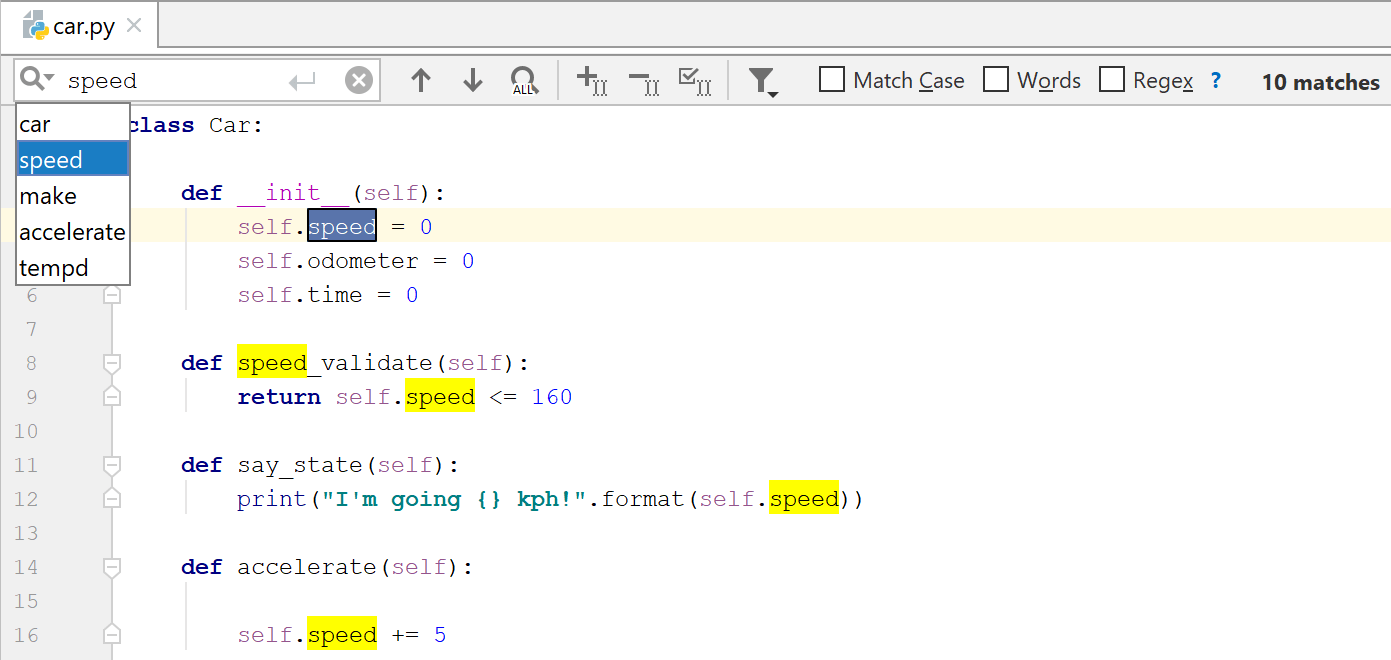 car.py
speed ALL Match Case Words Regex ? 10 matches
car
speed
make
accelerate
tempd
class Car:
def __init__(self):
self.speed = 0
self.odometer = 0
6 self.time = 0
7
8 def speed_validate(self):
9 return self.speed <= 160
10
11 def say_state(self):
12 print("I'm going {} kph!".format(self.speed))
13
14 def accelerate(self):
15
16 self.speed += 5